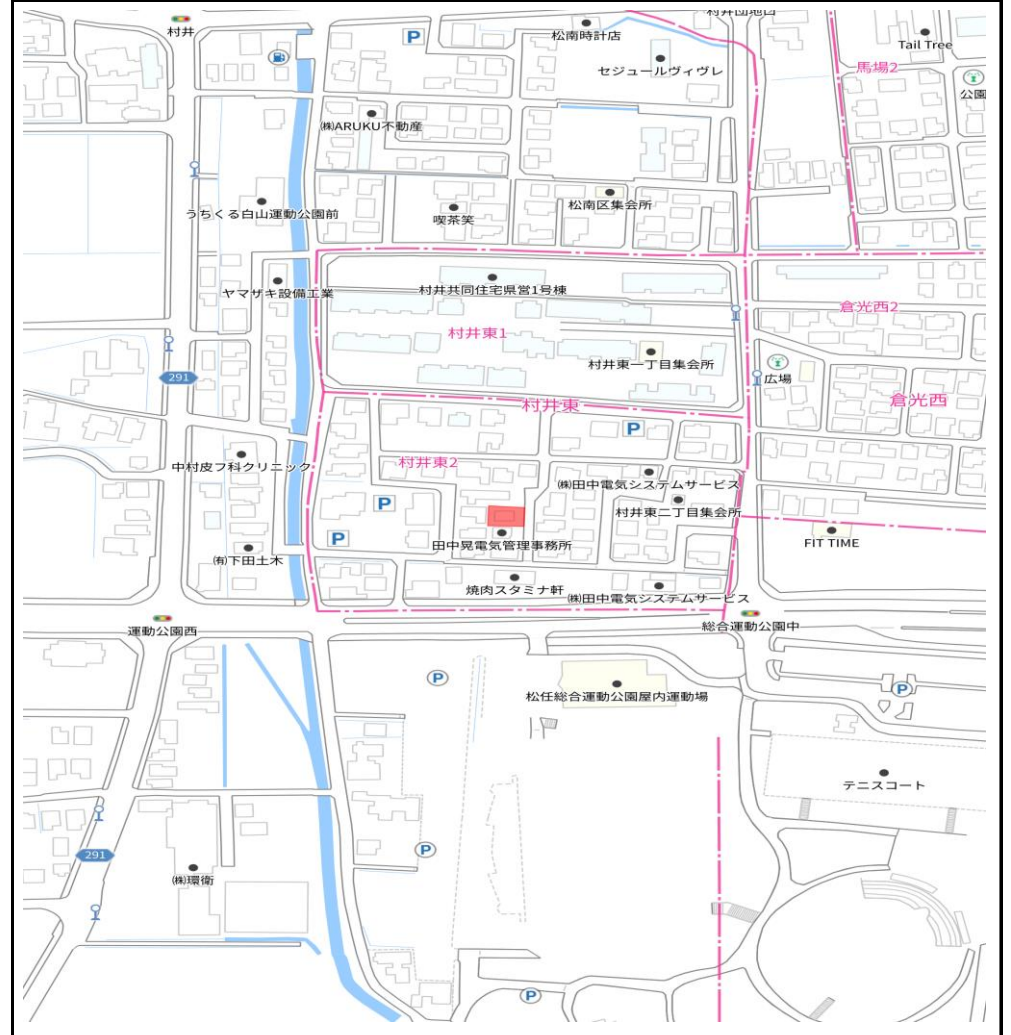 村井
P
松南時計店
村井団地口
Tail Tree
セジュールヴィヴレ
馬場2
公園
㈱ARUKU不動産
うちくる白山運動公園前
喫茶笑
松南区集会所
ヤマザキ設備工業
村井共同住宅県営1号棟
倉光西2
村井東1
村井東一丁目集会所
広場
291
村井東
倉光西
P
中村皮フ科クリニック
村井東2
㈱田中電気システムサービス
P
村井東二丁目集会所
P
田中晃電気管理事務所
FIT TIME
㈲下田土木
焼肉スタミナ軒
㈱田中電気システムサービス
運動公園西
総合運動公園中
P
松任総合運動公園屋内運動場
P
テニスコート
P
291
㈱環衛
P